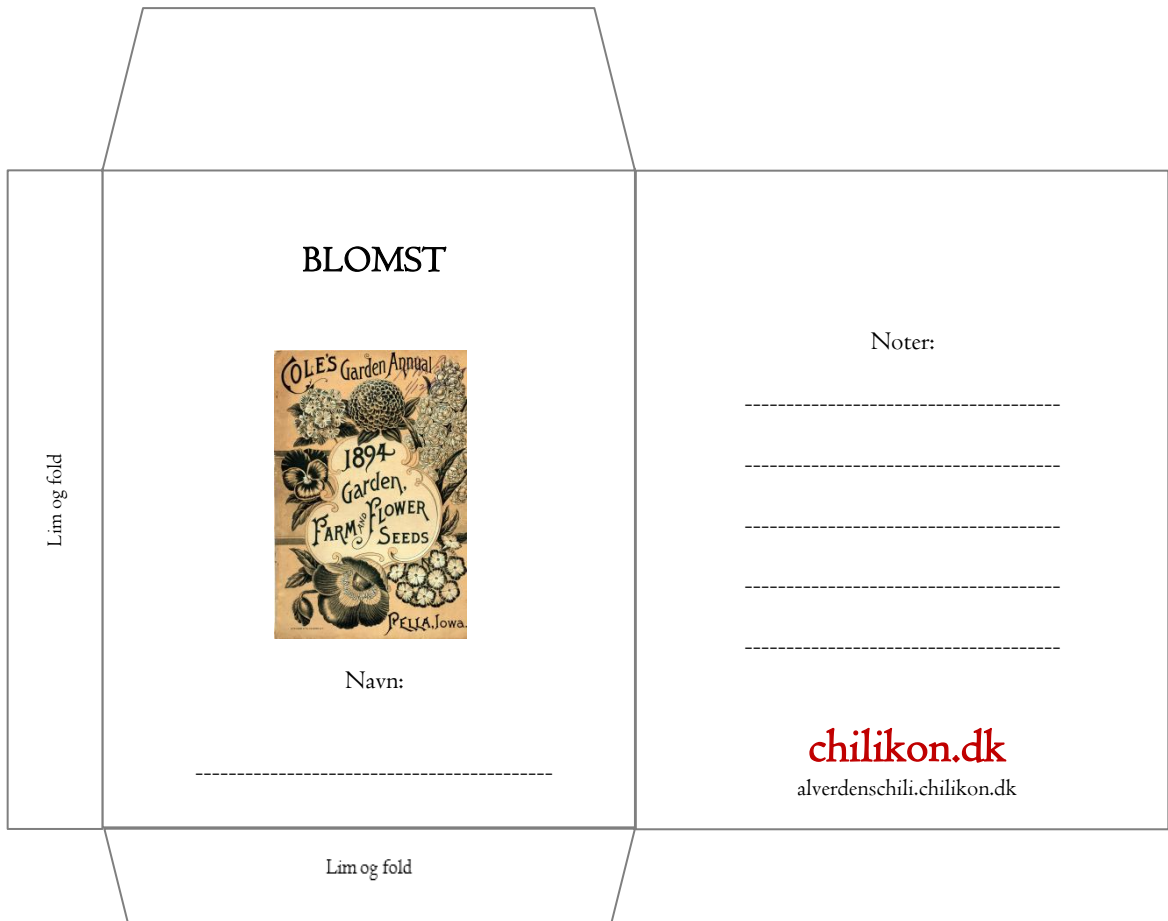 BLOMST
COLE'S Garden Annual
1894
Garden,
FARM AND FLOWER
SEEDS
PELLA, Iowa.
Navn:
Lim og fold
Lim og fold
Noter:
chilikon.dk
alverdenschili.chilikon.dk